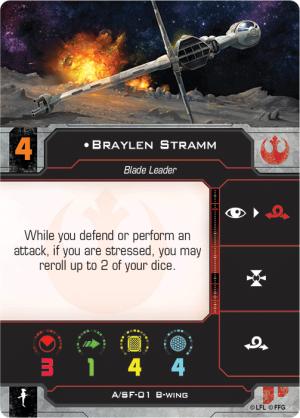 4
•Braylen Stramm
Blade Leader
While you defend or perform an
attack, if you are stressed, you may
reroll up to 2 of your dice.
3 1 4 4
A/SF-01 B-wing
©LFL ©FFG